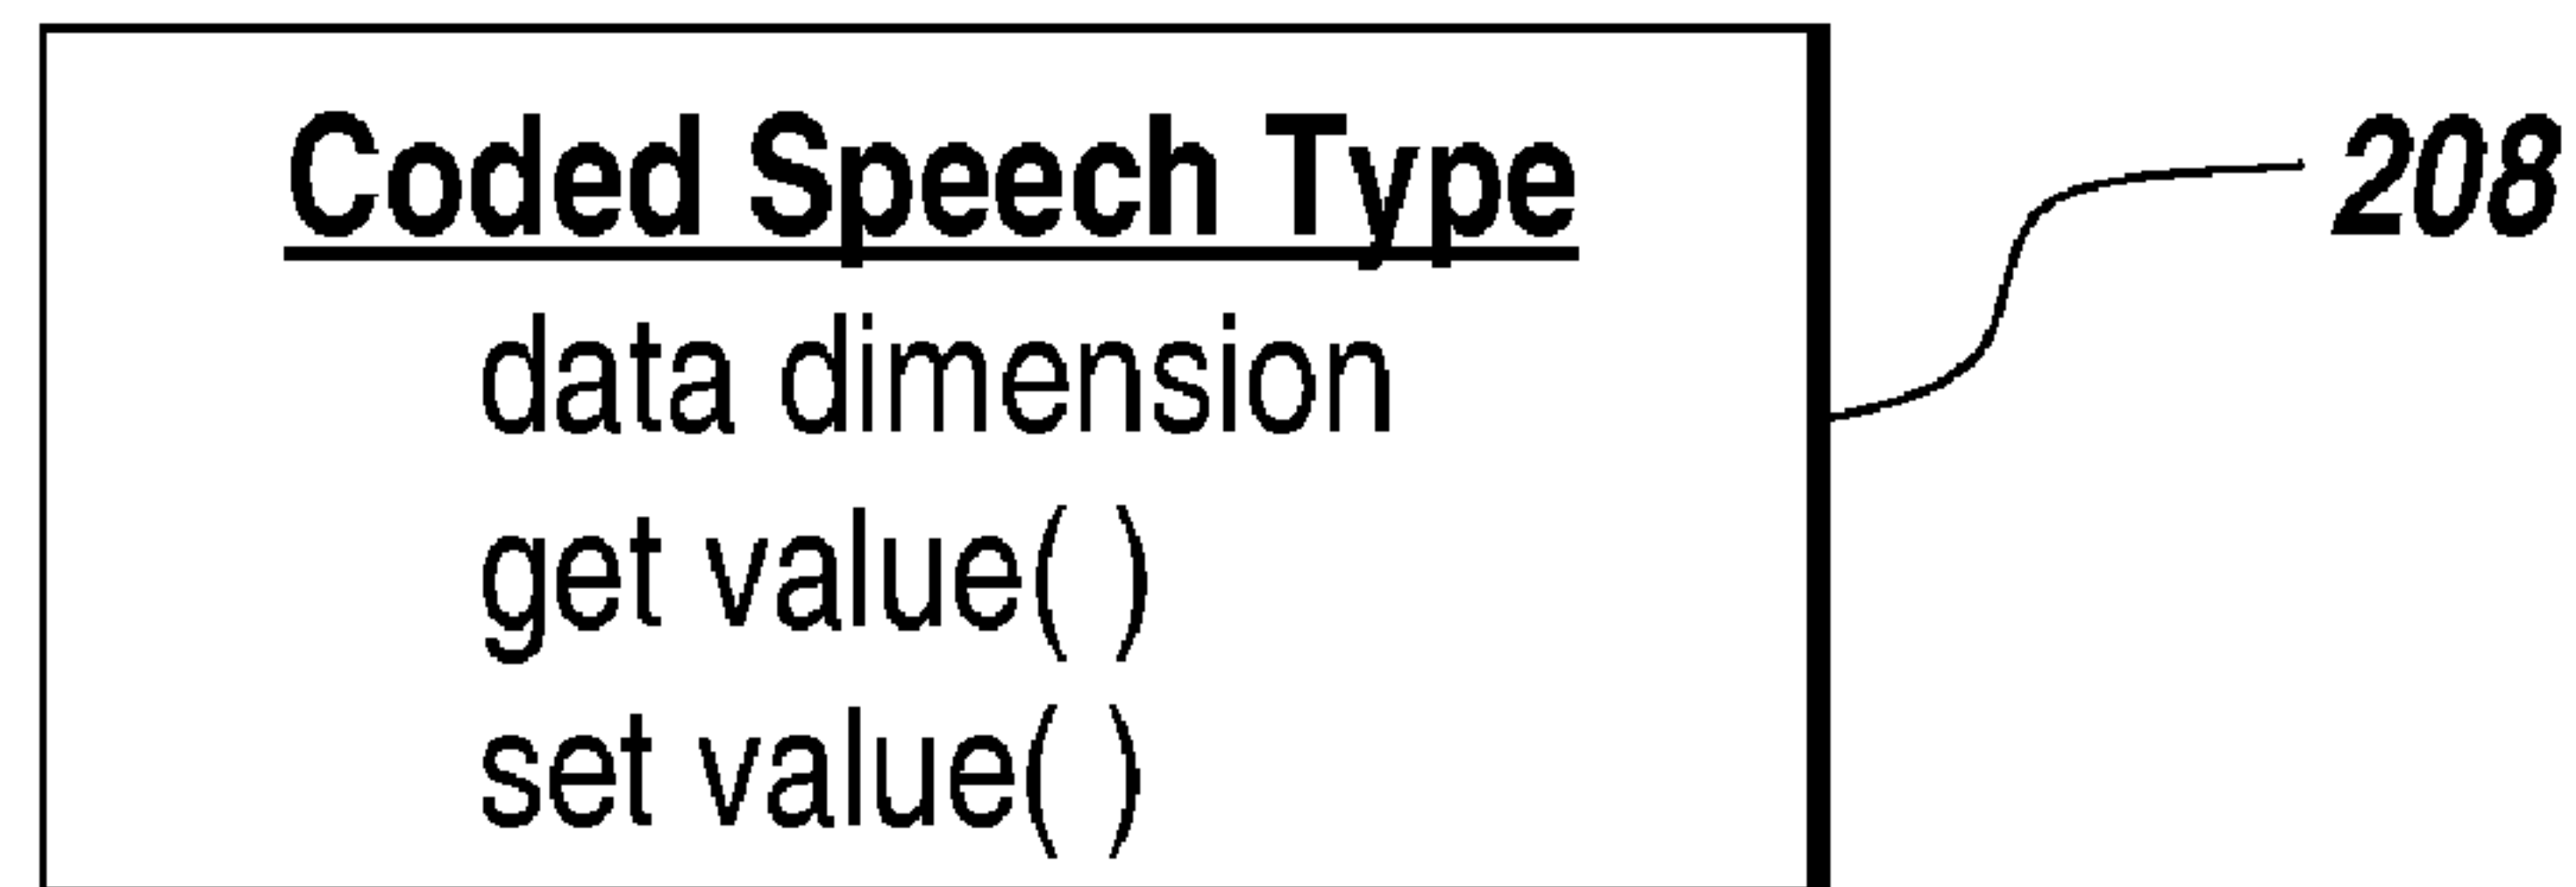 Coded Speech Type
208
data dimension
get value( )
set value( )